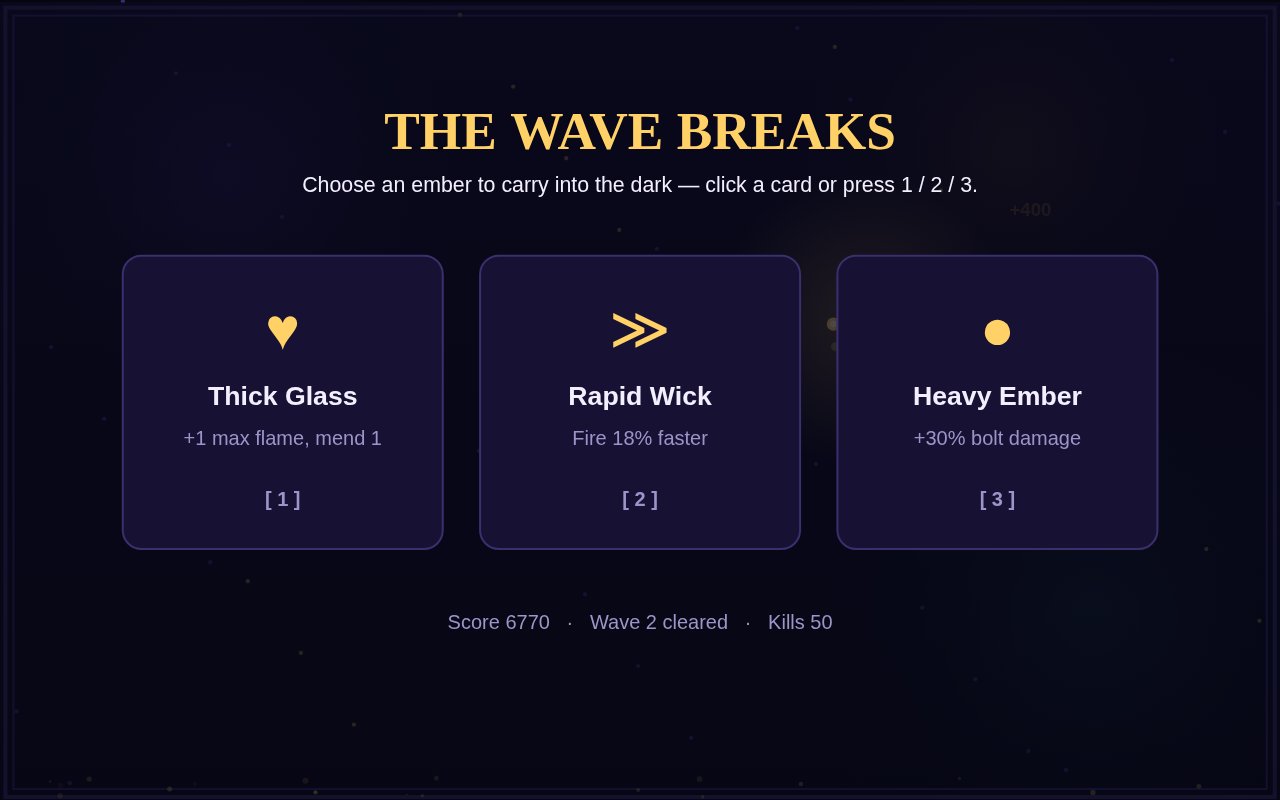 THE WAVE BREAKS
Choose an ember to carry into the dark — click a card or press 1 / 2 / 3.
+400
Thick Glass
+1 max flame, mend 1
[ 1 ]
Rapid Wick
Fire 18% faster
[ 2 ]
Heavy Ember
+30% bolt damage
[ 3 ]
Score 6770 · Wave 2 cleared · Kills 50